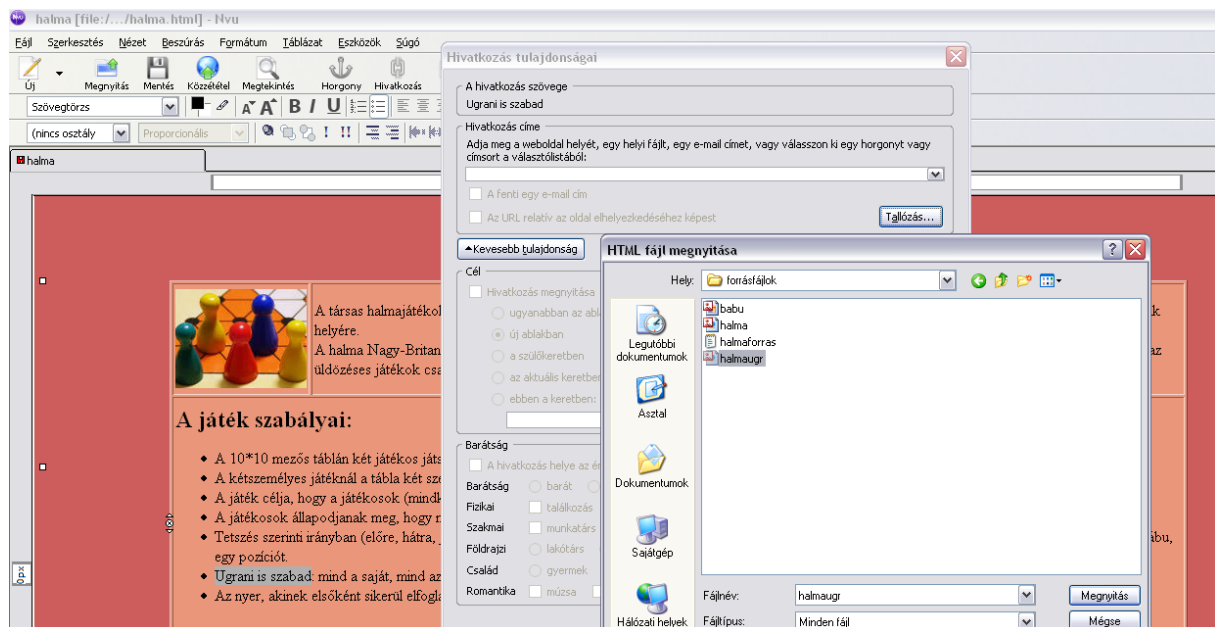 halma [file:/.../halma.html] - Nvu
Fájl Szerkesztés Nézet Beszúrás Formátum Táblázat Eszközök Súgó
Új Megnyitás Mentés Közzététel Megtekintés Horgony Hivatkozás
Szövegtörzs
(nincs osztály Proporcionális
halma
0px
A társas halmajátékol
helyére.
A halma Nagy-Britan
üldözéses játékok csa
A játék szabályai:
A 10*10 mezős táblán két játékos játs
A kétszemélyes játéknál a tábla két sze
A játék célja, hogy a játékosok (mindk
A játékosok állapodjanak meg, hogy
Tetszés szerinti irányban (előre, hátra,
egy pozíciót.
Ugrani is szabad: mind a saját, mind az
Az nyer, akinek elsőként sikerül elfogla
az
ábu,
Hivatkozás tulajdonságai
A hivatkozás szövege
Ugrani is szabad
Hivatkozás címe
Adja meg a weboldal helyét, egy helyi fájlt, egy e-mail címet, vagy válasszon ki egy horgonyt vagy
címsort a választólistából:
A fenti egy e-mail cím
Az URL relatív az oldal elhelyezkedéséhez képest
Tallózás...
Kevesebb tulajdonság
Cél
Hivatkozás megnyitása
ugyanabban az abl
új ablakban
a szülőkeretben
az aktuális keretben
ebben a keretben:
Barátság
A hivatkozás helye az én
Barátság barát
Fizikai találkozás
Szakmai munkatárs
Földrajzi lakótárs
Család gyermek
Romantika múzsa
HTML fájl megnyitása
Hely: forrásfájlok
Legutóbbi
dokumentumok
Asztal
Dokumentumok
Sajátgép
Hálózati helyek
babu
halma
halmaforras
halmaugr
Fájlnév: halmaugr Megnyitás
Fájltípus: Minden fájl Mégse